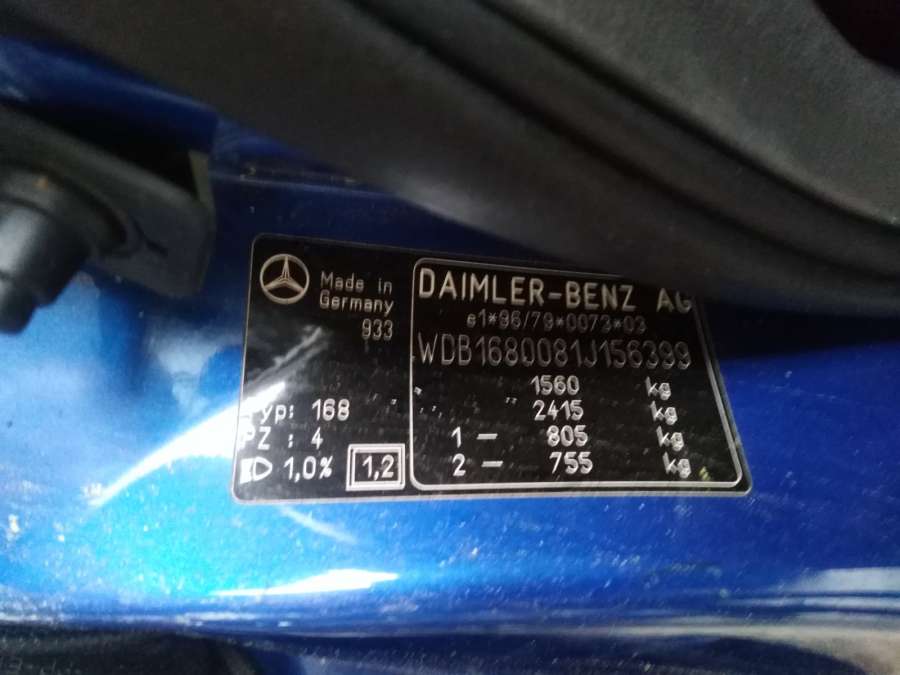 Made in
Germany
933
Typ: 168
PZ : 4
1,0% 1,2
DAIMLER-BENZ AG
e1*96/79*0073*03
WDB1680081J156399
1560 kg
2415 kg
1 – 805 kg
2 – 755 kg